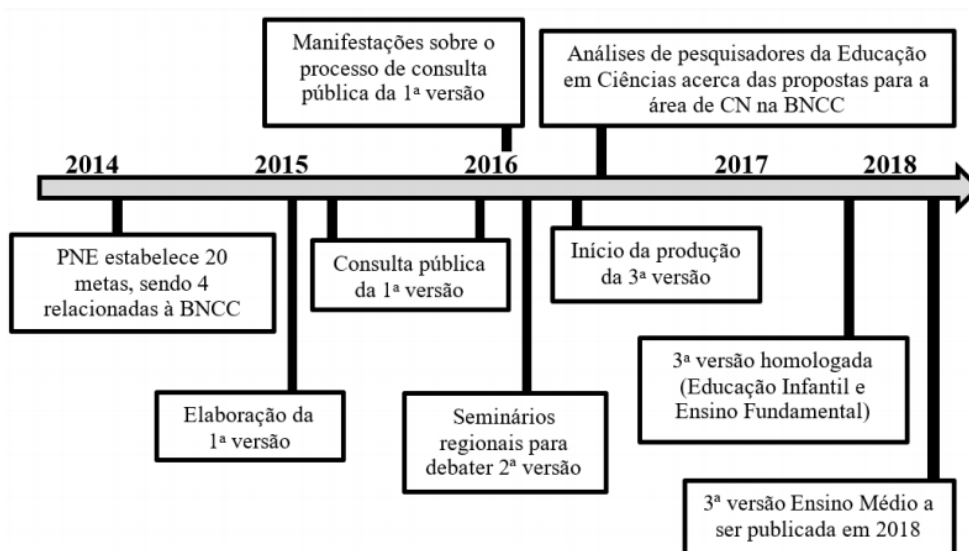 Manifestações sobre o
processo de consulta
pública da 1ª versão
Análises de pesquisadores da Educação
em Ciências acerca das propostas para a
área de CN na BNCC
2014
2015
2016
2017
2018
PNE estabelece 20
metas, sendo 4
relacionadas à BNCC
Consulta pública
da 1ª versão
Início da produção
da 3ª versão
Elaboração da
1ª versão
Seminários
regionais para
debater 2ª versão
3ª versão homologada
(Educação Infantil e
Ensino Fundamental)
3ª versão Ensino Médio a
ser publicada em 2018